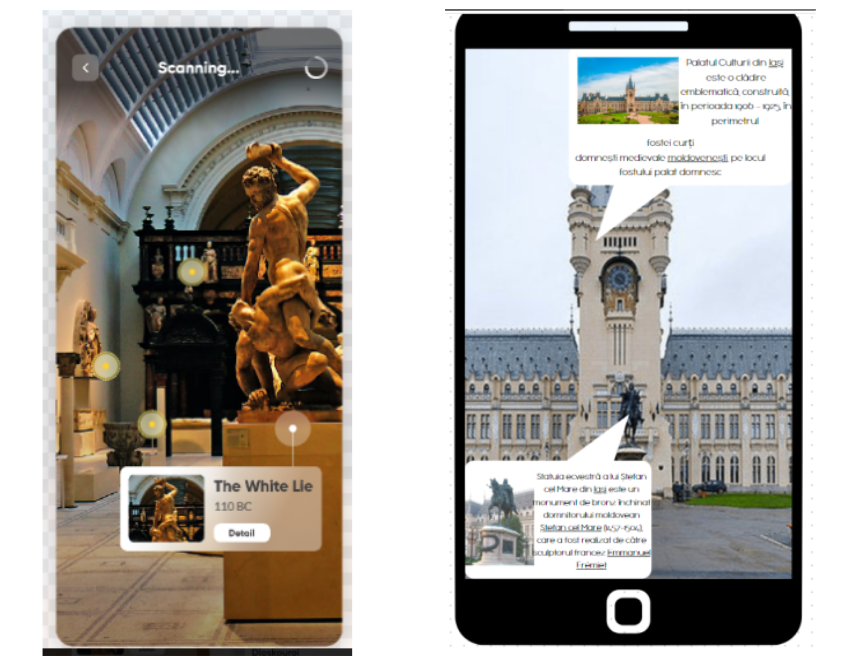 Scanning...
The White Lie
110 BC
Detail
Palatul Culturii din Iași
este o clădire
emblematică, construită,
în perioada 1906 - 1925, în
perimetrul
fostei curți
domnești medievale moldovenești pe locul
fostului palat domnesc
Statuia ecvestră a lui Ștefan
cel Mare din Iași este un
monument de bronz închinat
domnitorului moldovean
Ștefan cel Mare (1457-1504),
care a fost realizat de către
sculptorul francez Emmanuel
Frémiet